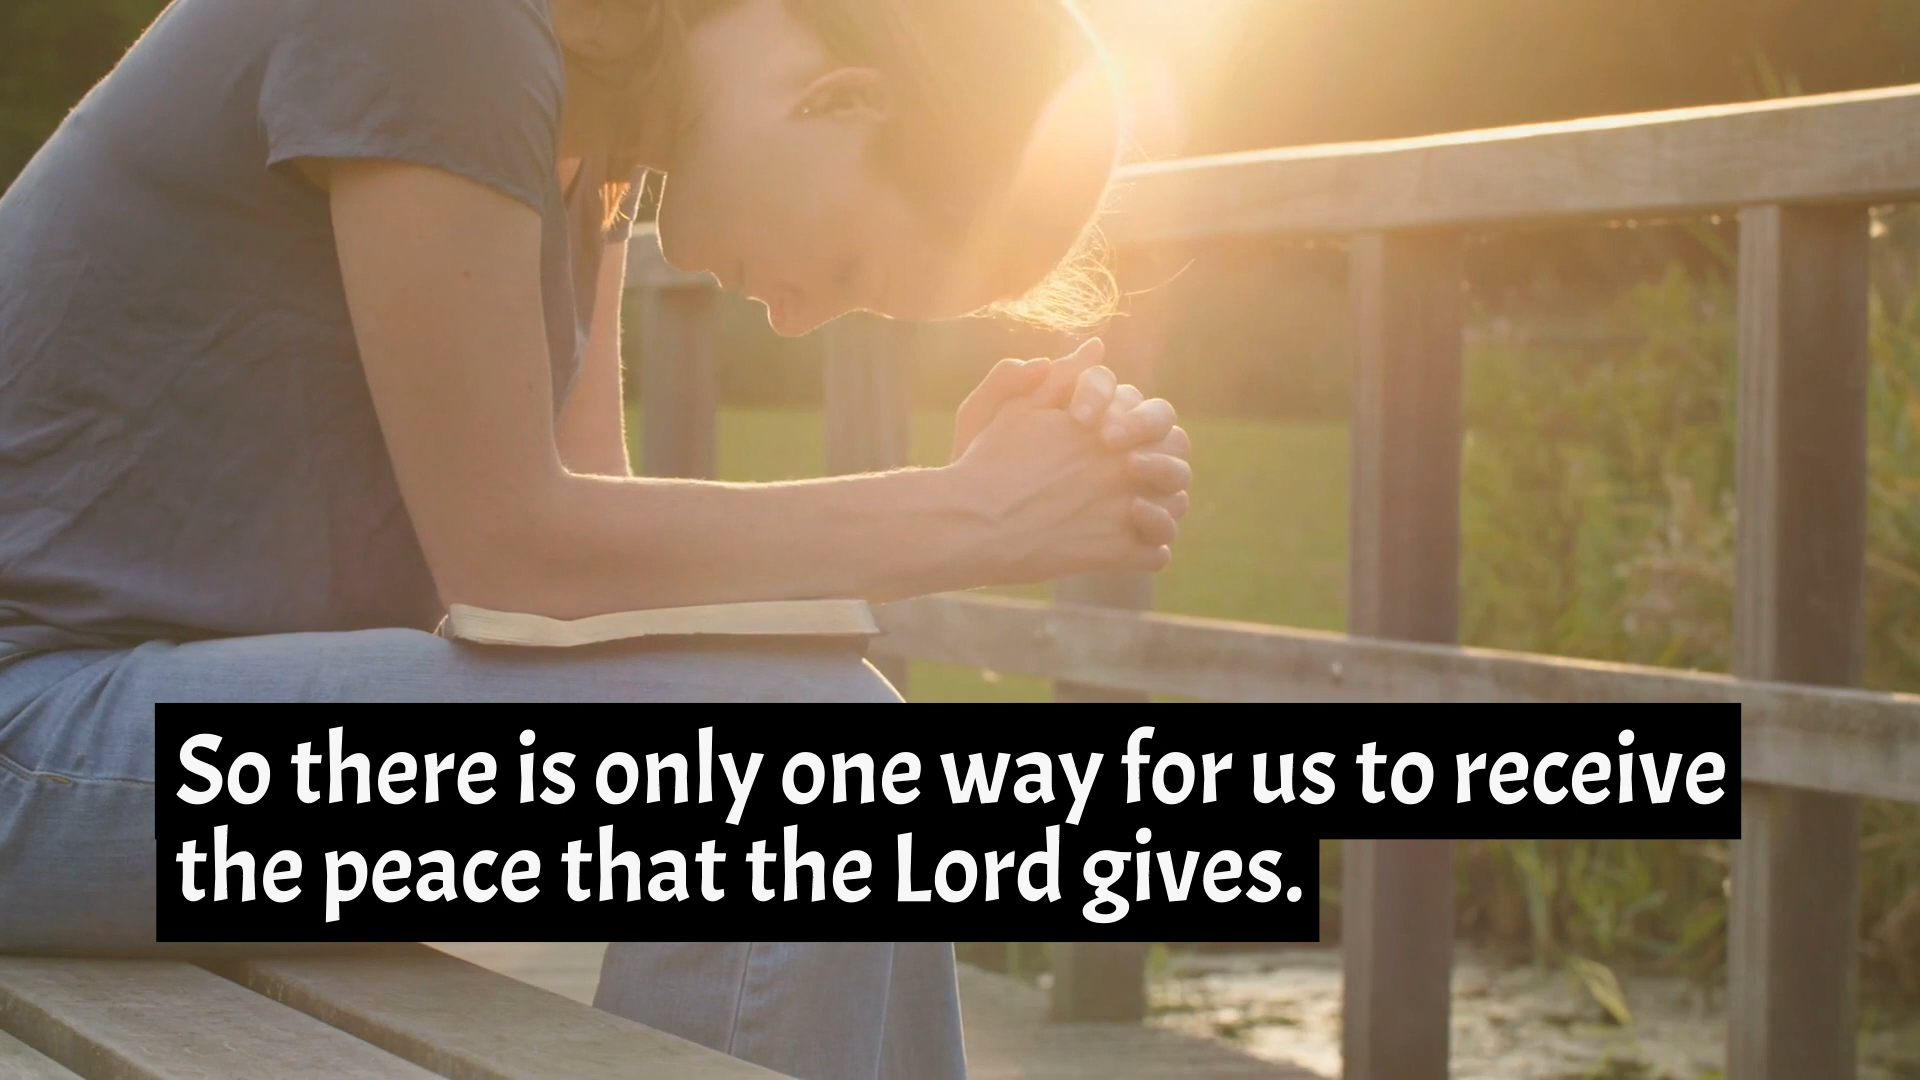 So there is only one way for us to receive
the peace that the Lord gives.